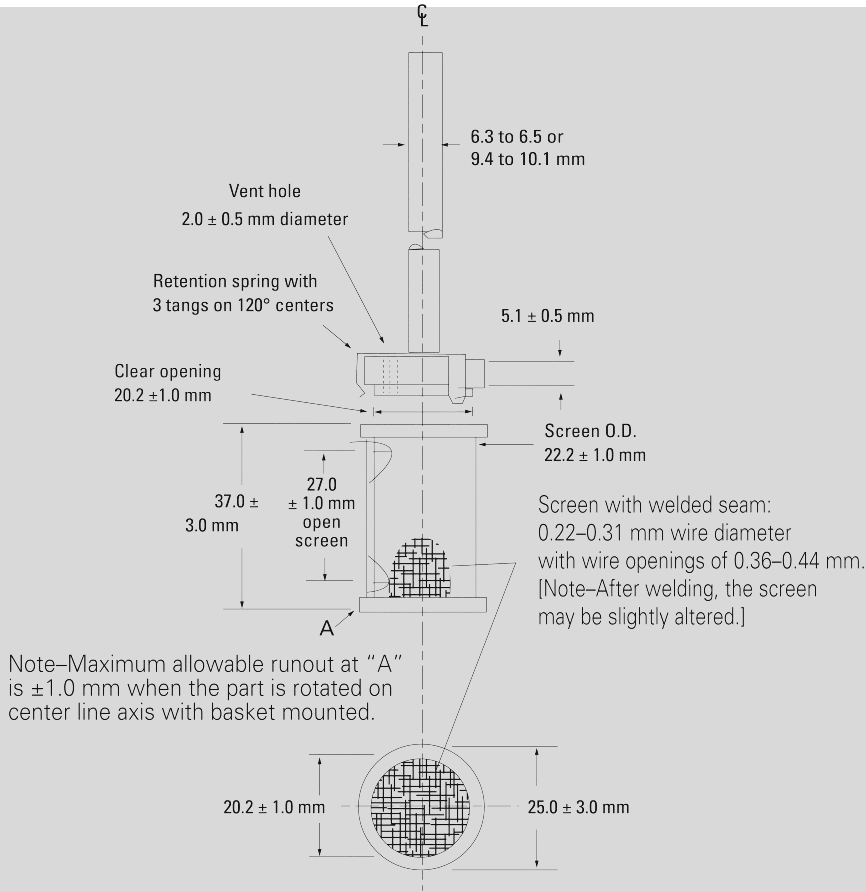 ℄
6.3 to 6.5 or
9.4 to 10.1 mm
Vent hole
2.0 ± 0.5 mm diameter
Retention spring with
3 tangs on 120° centers
5.1 ± 0.5 mm
Clear opening
20.2 ±1.0 mm
Screen O.D.
22.2 ± 1.0 mm
37.0 ±
3.0 mm
27.0
± 1.0 mm
open
screen
Screen with welded seam:
0.22–0.31 mm wire diameter
with wire openings of 0.36–0.44 mm.
[Note–After welding, the screen
may be slightly altered.]
A
Note–Maximum allowable runout at “A”
is ±1.0 mm when the part is rotated on
center line axis with basket mounted.
20.2 ± 1.0 mm
25.0 ± 3.0 mm